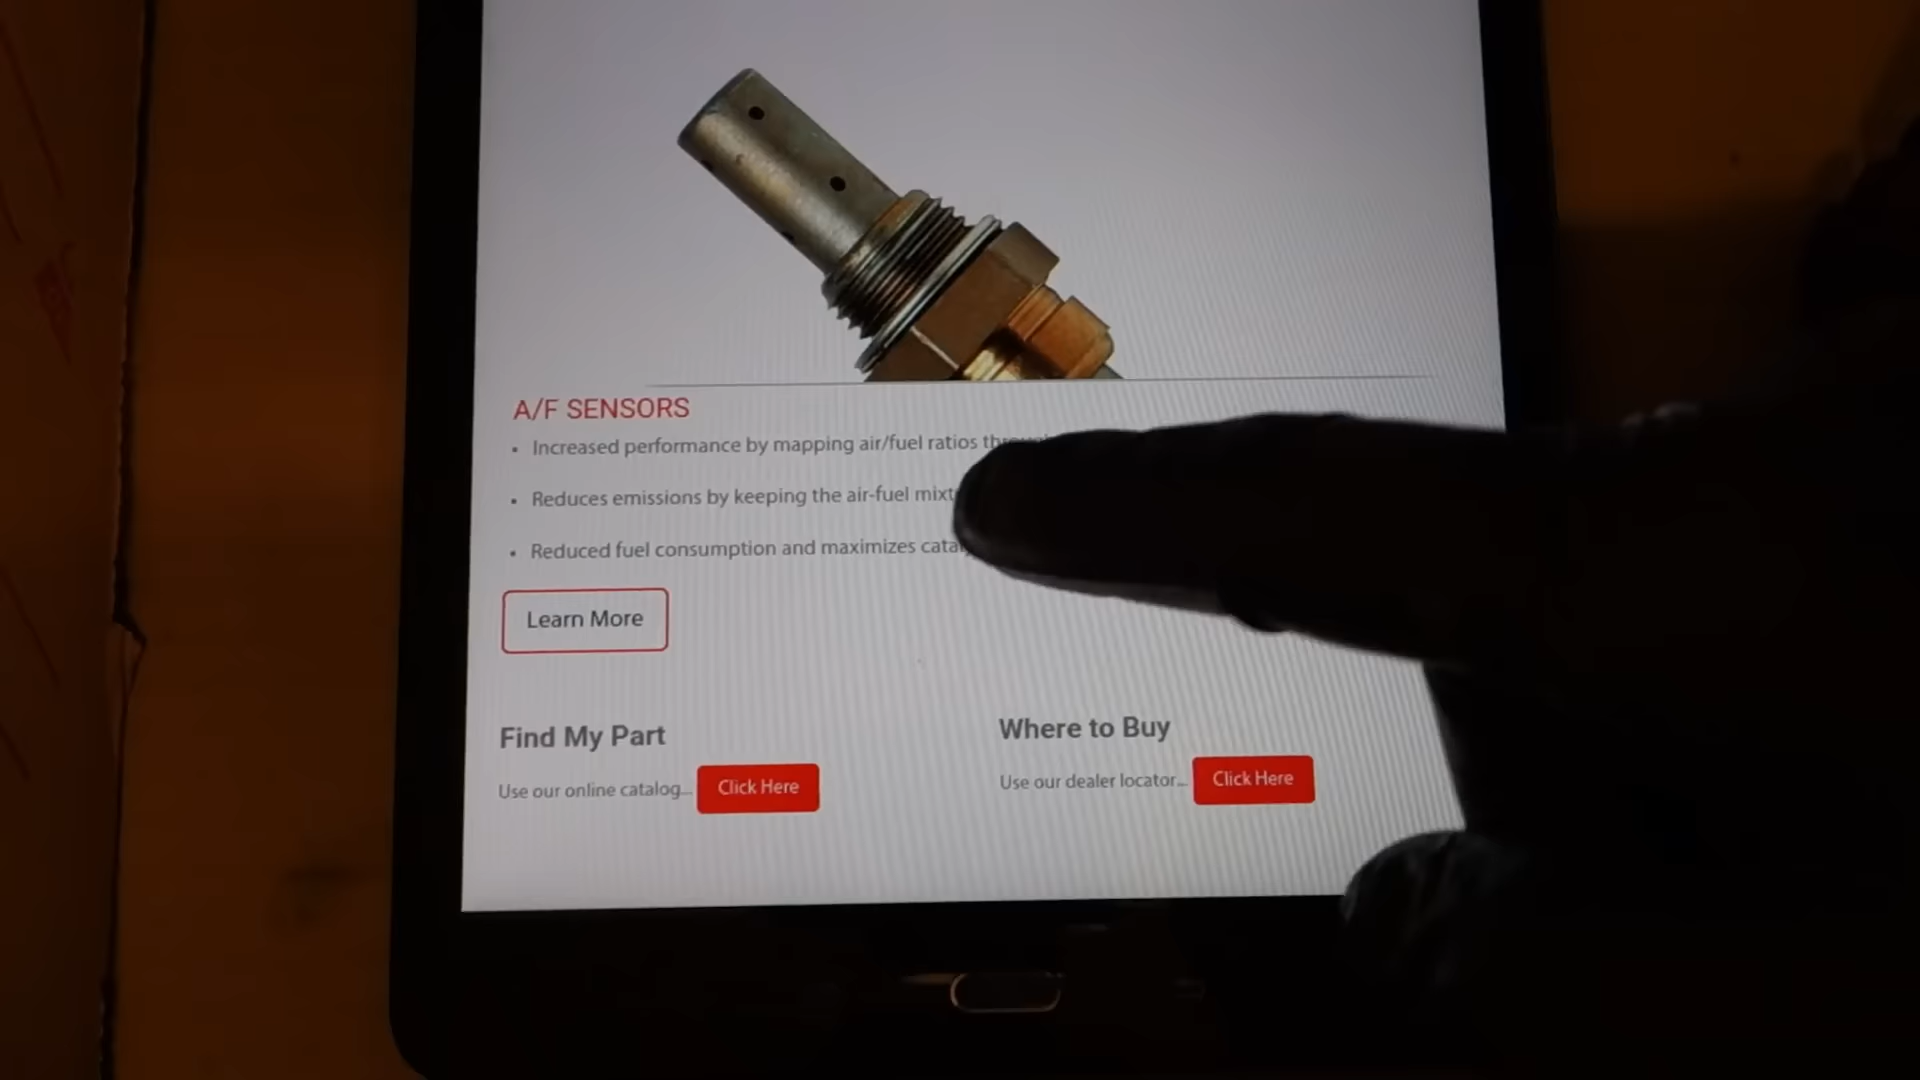 A/F SENSORS
• Increased performance by mapping air/fuel ratios
• Reduces emissions by keeping the air-fuel
• Reduced fuel consumption and maximizes
Learn More
Find My Part
Where to Buy
Use our online catalog... Click Here
Use our dealer locator... Click Here